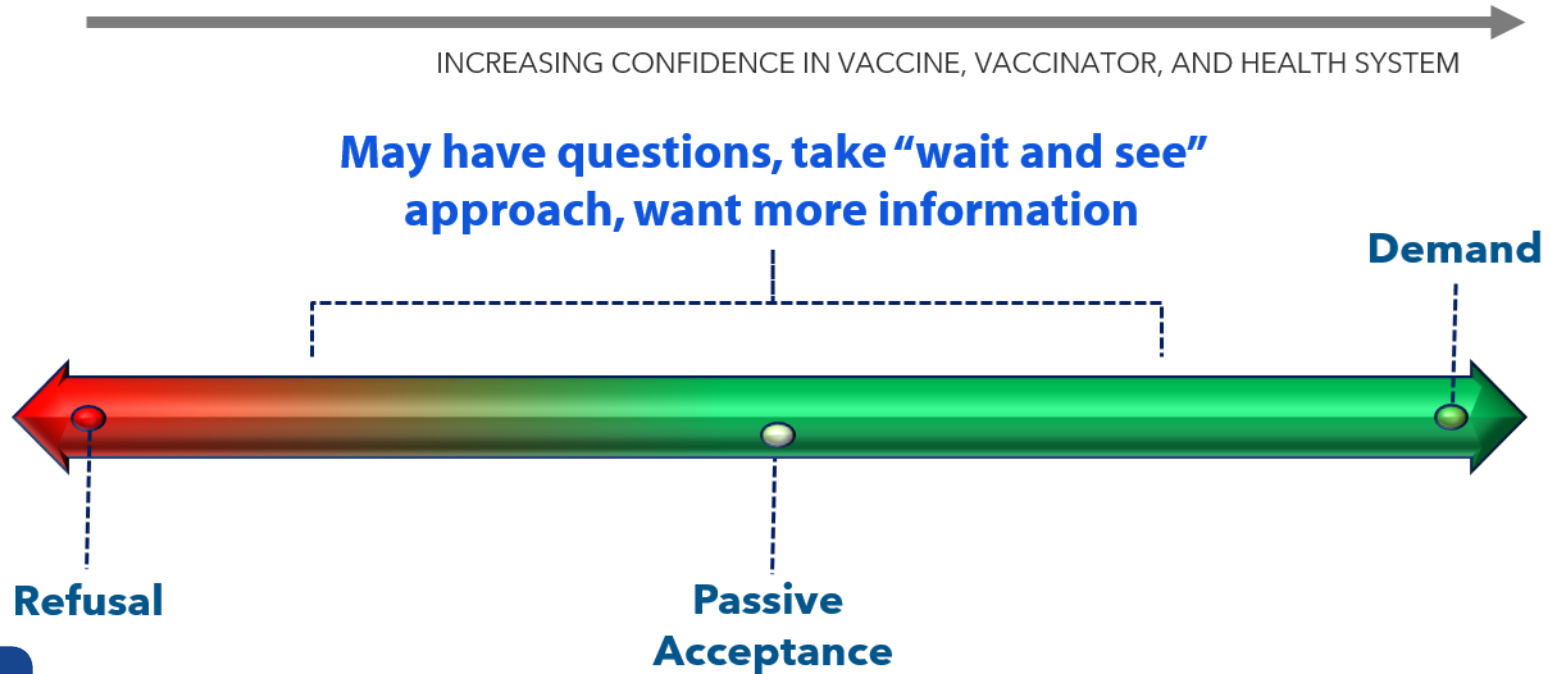 INCREASING CONFIDENCE IN VACCINE, VACCINATOR, AND HEALTH SYSTEM
May have questions, take “wait and see”
approach, want more information
Demand
Refusal
Passive
Acceptance